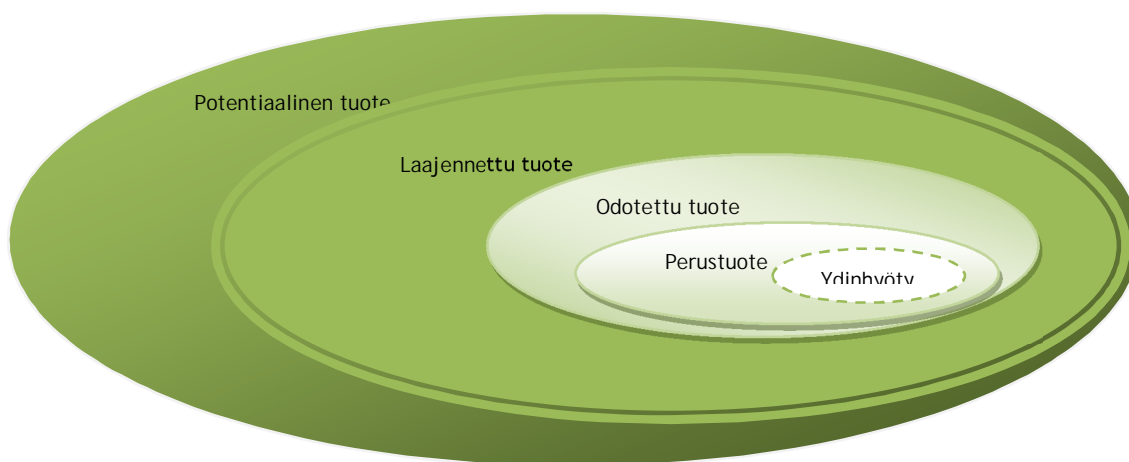 Potentiaalinen tuote
Laajennettu tuote
Odotettu tuote
Perustuote
Ydinhyöty